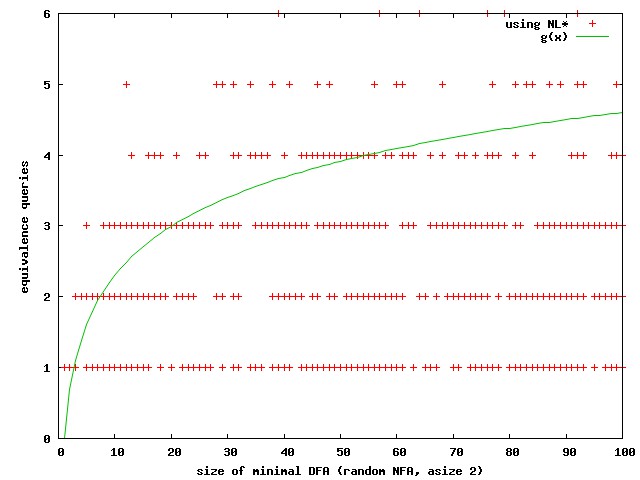 6
using NL*
g(x)
5
4
3
2
1
0
equivalence queries
0 10 20 30 40 50 60 70 80 90 100
size of minimal DFA (random NFA, asize 2)